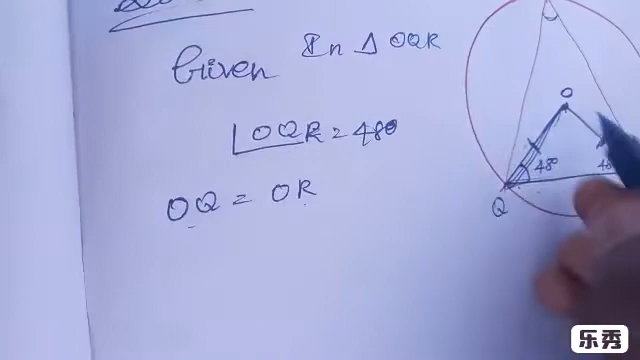 Given In Δ OQR
∠OQR = 48°
OQ = OR
O
48°
48
Q
乐秀